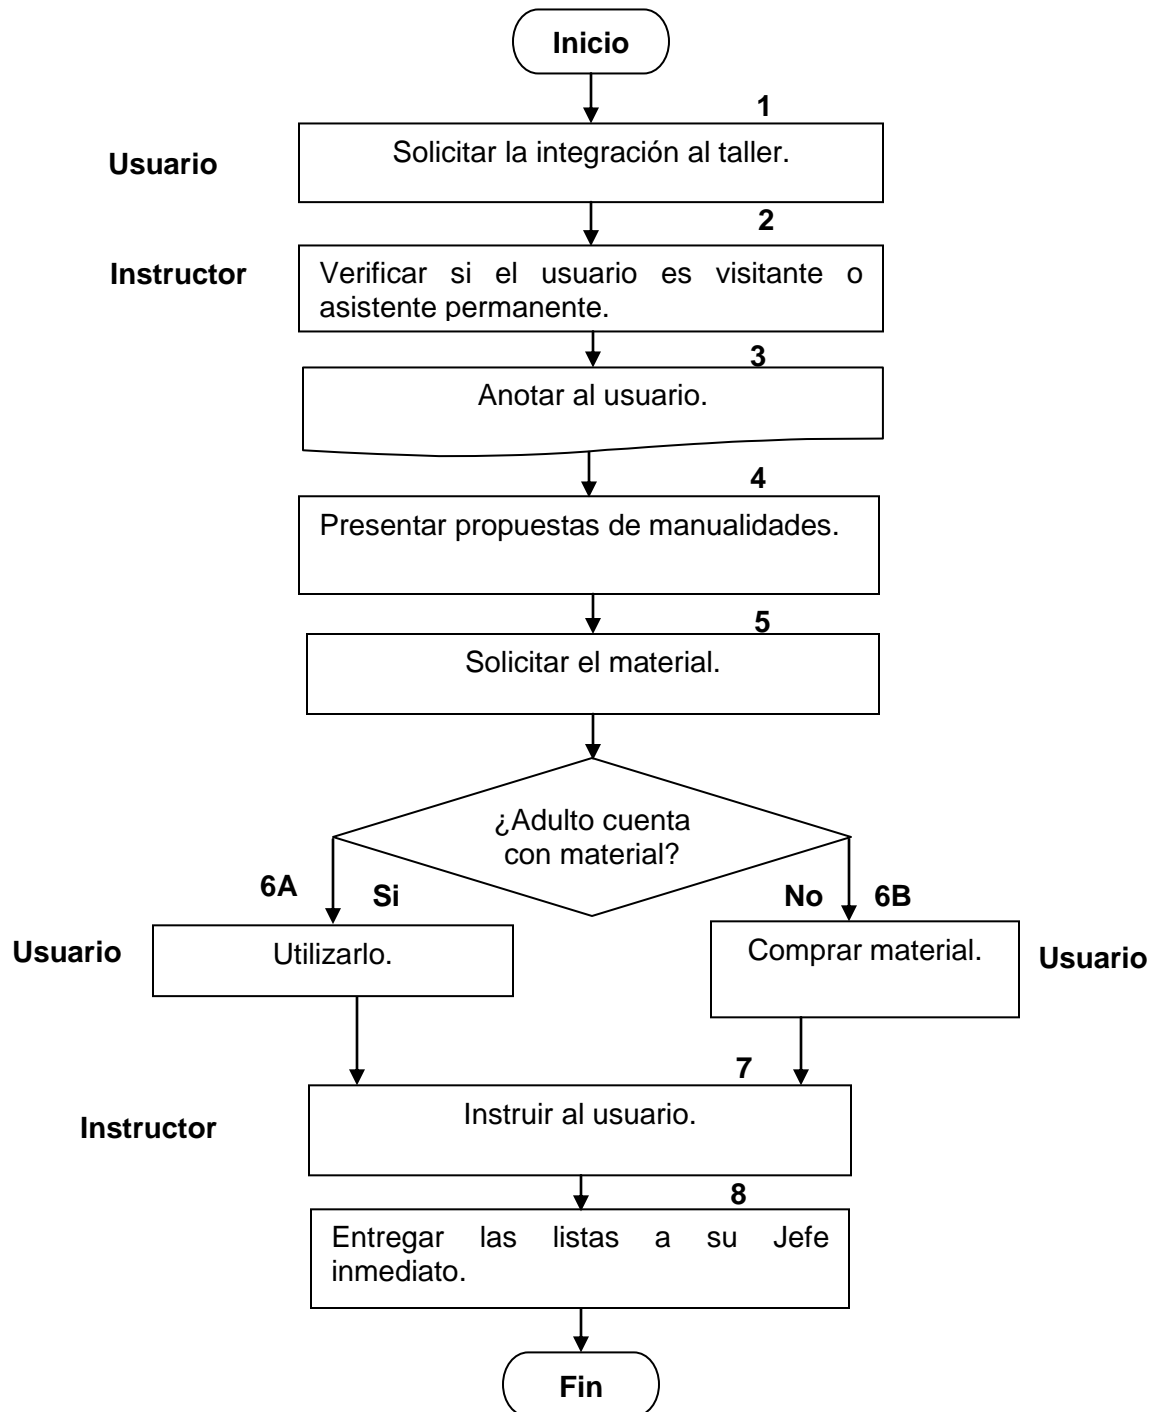 Inicio
1
Usuario
Solicitar la integración al taller.
2
Instructor
Verificar si el usuario es visitante o
asistente permanente.
3
Anotar al usuario.
4
Presentar propuestas de manualidades.
5
Solicitar el material.
¿Adulto cuenta
con material?
6A Si
No 6B
Usuario
Utilizarlo.
Comprar material.
Usuario
7
Instructor
Instruir al usuario.
8
Entregar las listas a su Jefe
inmediato.
Fin